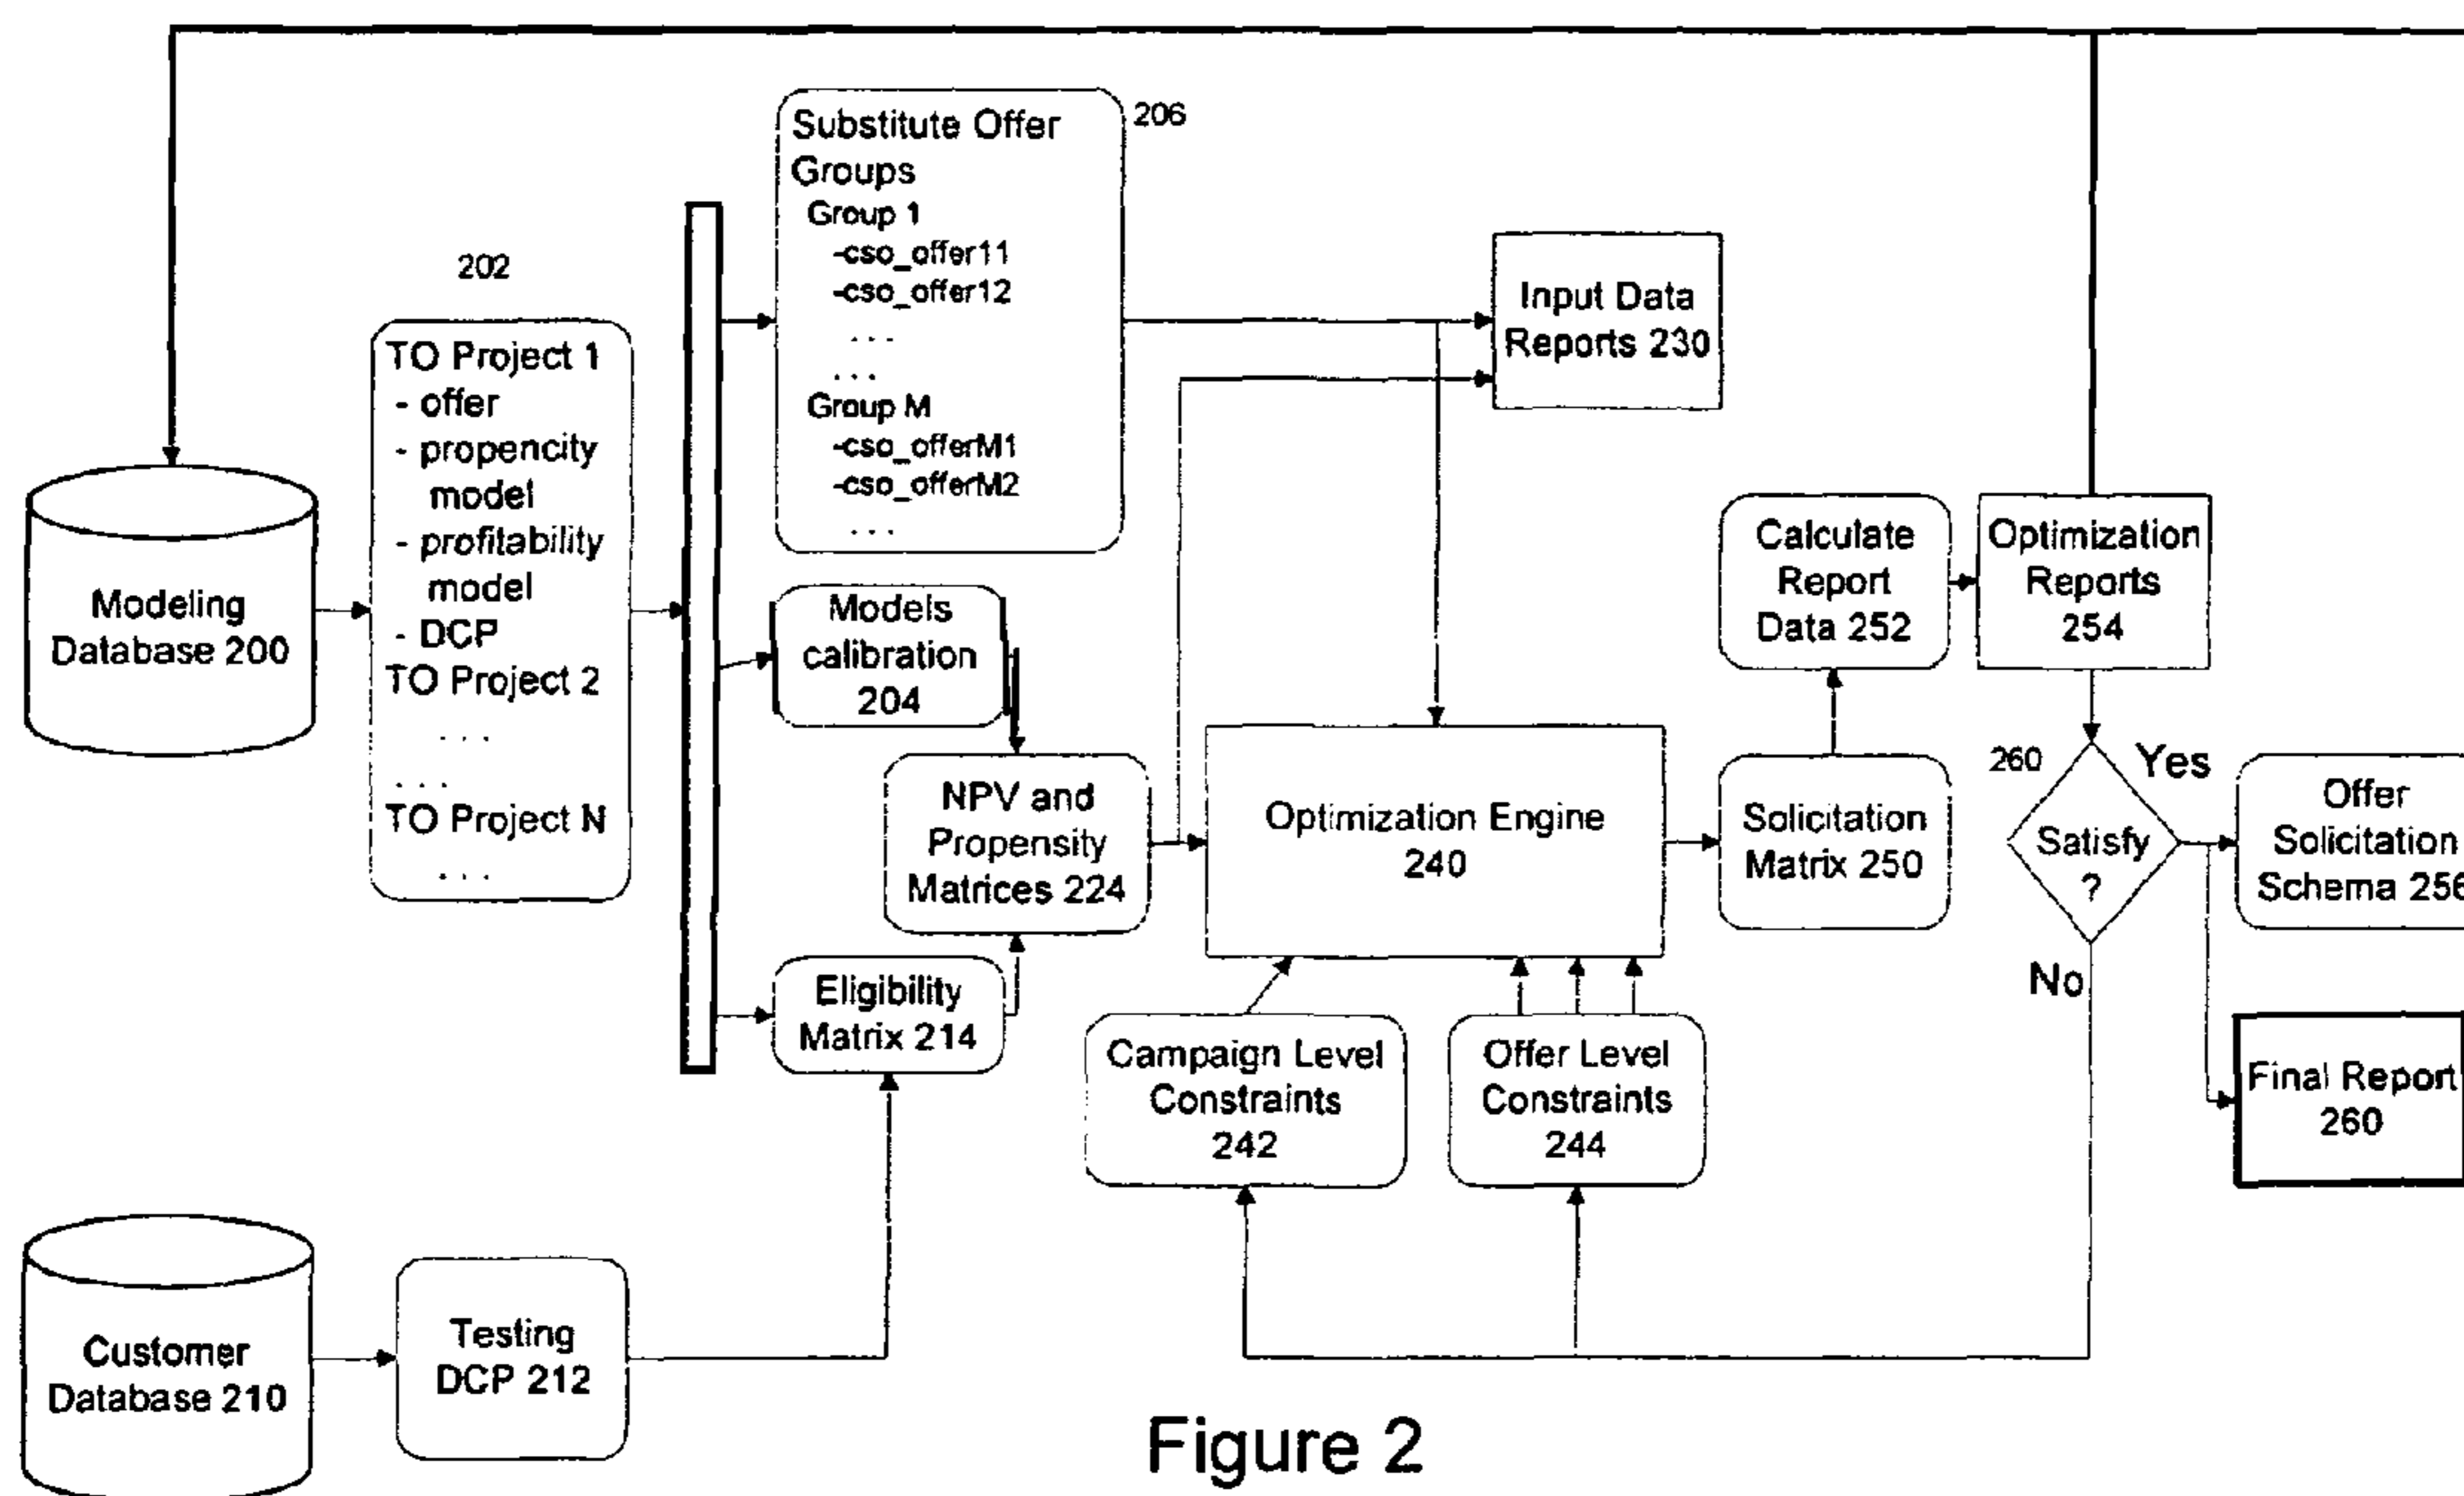 206
Substitute Offer
Groups
Group 1
-cso_offer11
-cso_offer12
. . .
. . .
Group M
-cso_offerM1
-cso_offerM2
. . .
202
TO Project 1
- offer
- propencity
model
- profitability
model
- DCP
TO Project 2
. . .
. . .
TO Project N
. . .
Modeling
Database 200
Input Data
Reports 230
Models
calibration
204
NPV and
Propensity
Matrices 224
Eligibility
Matrix 214
Optimization Engine
240
Calculate
Report
Data 252
Optimization
Reports
254
Solicitation
Matrix 250
260
Yes
Satisfy
?
No
Offer
Solicitation
Schema 256
Final Report
260
Campaign Level
Constraints
242
Offer Level
Constraints
244
Customer
Database 210
Testing
DCP 212
Figure 2